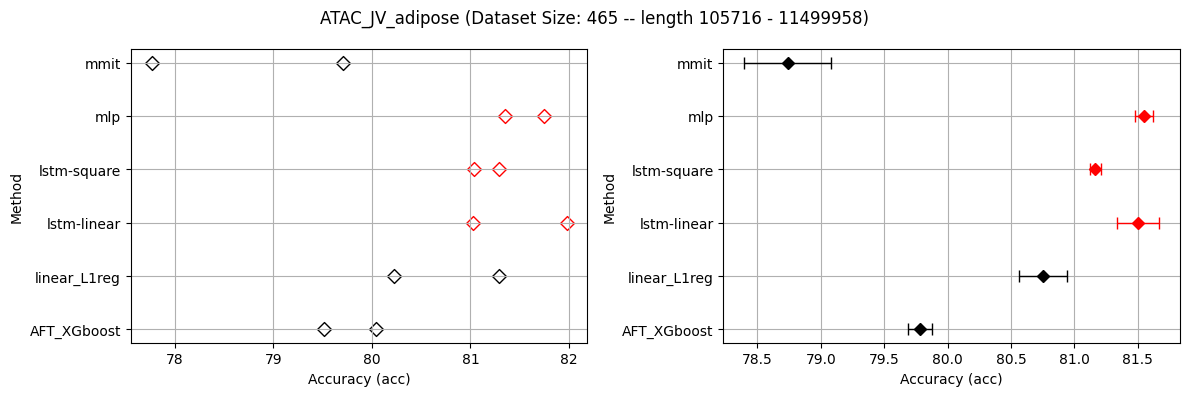 ATAC_JV_adipose (Dataset Size: 465 -- length 105716 - 11499958)
Method
mmit
mlp
lstm-square
lstm-linear
linear_L1reg
AFT_XGboost
78 79 80 81 82
Accuracy (acc)
Method
mmit
mlp
lstm-square
lstm-linear
linear_L1reg
AFT_XGboost
78.5 79.0 79.5 80.0 80.5 81.0 81.5
Accuracy (acc)